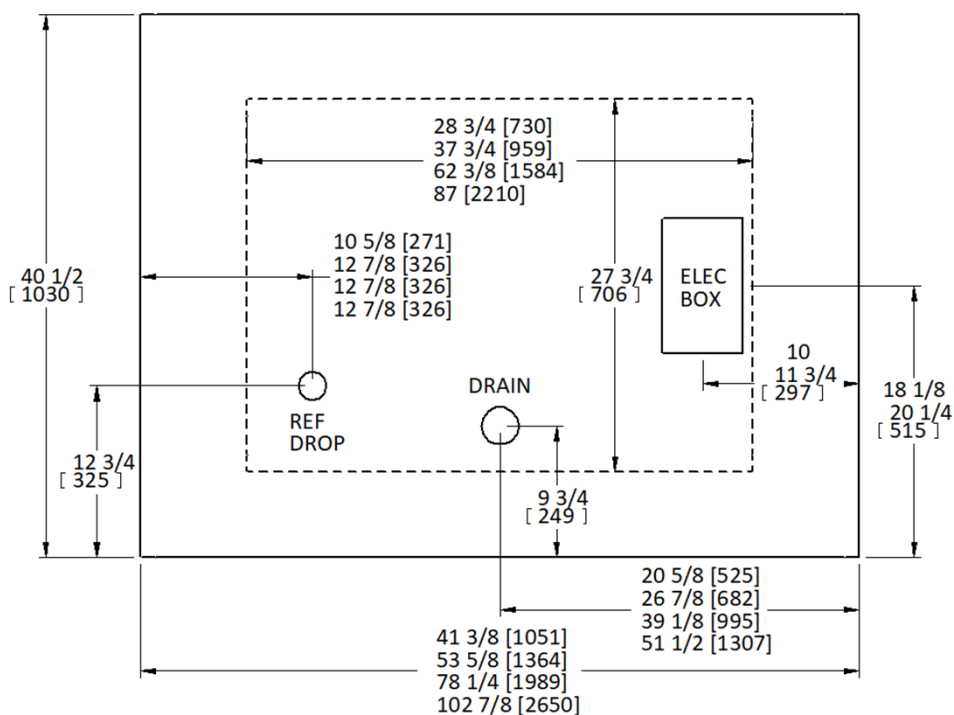 28 3/4 [730]
37 3/4 [959]
62 3/8 [1584]
87 [2210]
10 5/8 [271]
12 7/8 [326]
12 7/8 [326]
12 7/8 [326]
40 1/2
[ 1030 ]
27 3/4
[ 706 ]
ELEC
BOX
10
11 3/4
[ 297 ]
18 1/8
20 1/4
[ 515 ]
DRAIN
REF
DROP
12 3/4
[ 325 ]
9 3/4
[ 249 ]
20 5/8 [525]
26 7/8 [682]
39 1/8 [995]
51 1/2 [1307]
41 3/8 [1051]
53 5/8 [1364]
78 1/4 [1989]
102 7/8 [2650]